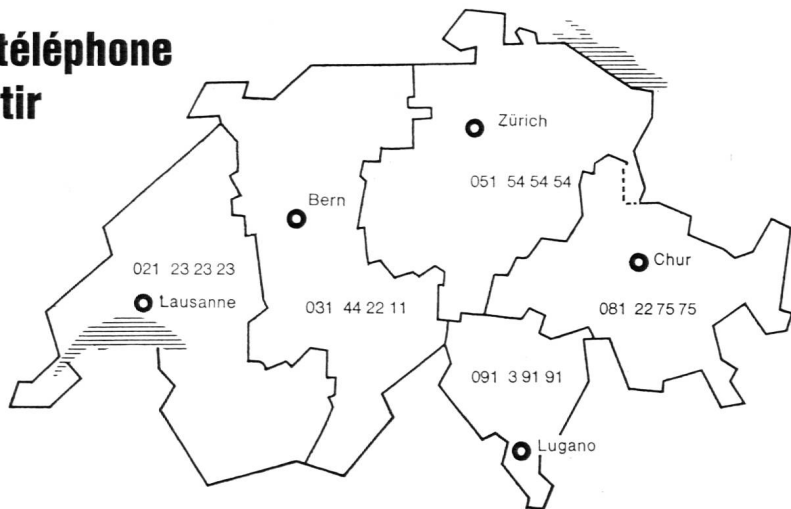 téléphone
tir
Zürich
051 54 54 54
Bern
Chur
021 23 23 23
Lausanne
031 44 22 11
081 22 75 75
091 3 91 91
Lugano